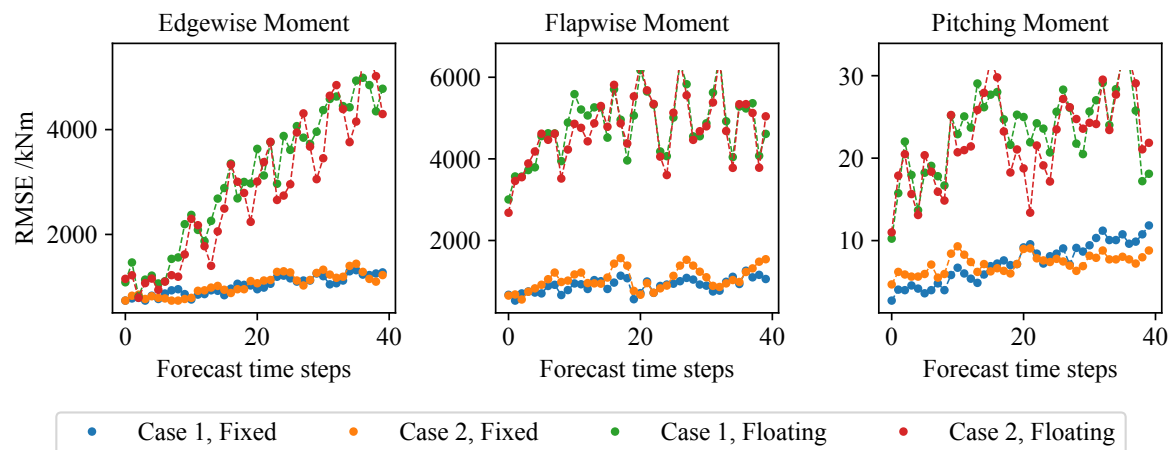 Edgewise Moment Flapwise Moment Pitching Moment
RMSE /kNm
4000
2000
6000
4000
2000
30
20
10
0 20 40 0 20 40 0 20 40
Forecast time steps Forecast time steps Forecast time steps
Case 1, Fixed Case 2, Fixed Case 1, Floating Case 2, Floating